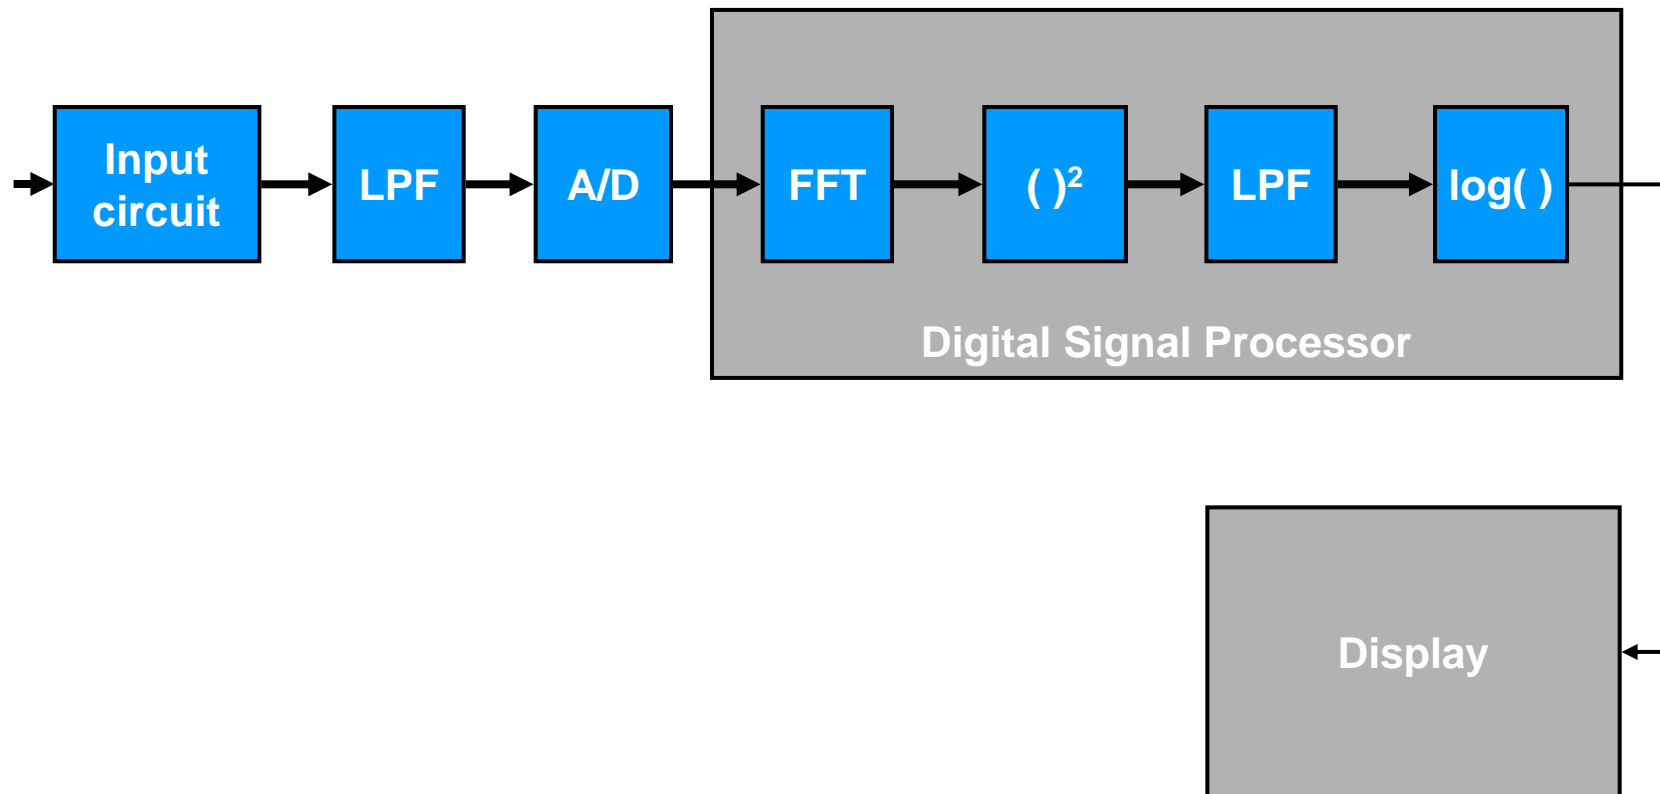 Input
circuit
LPF
A/D
FFT
( )²
LPF
log( )
Digital Signal Processor
Display